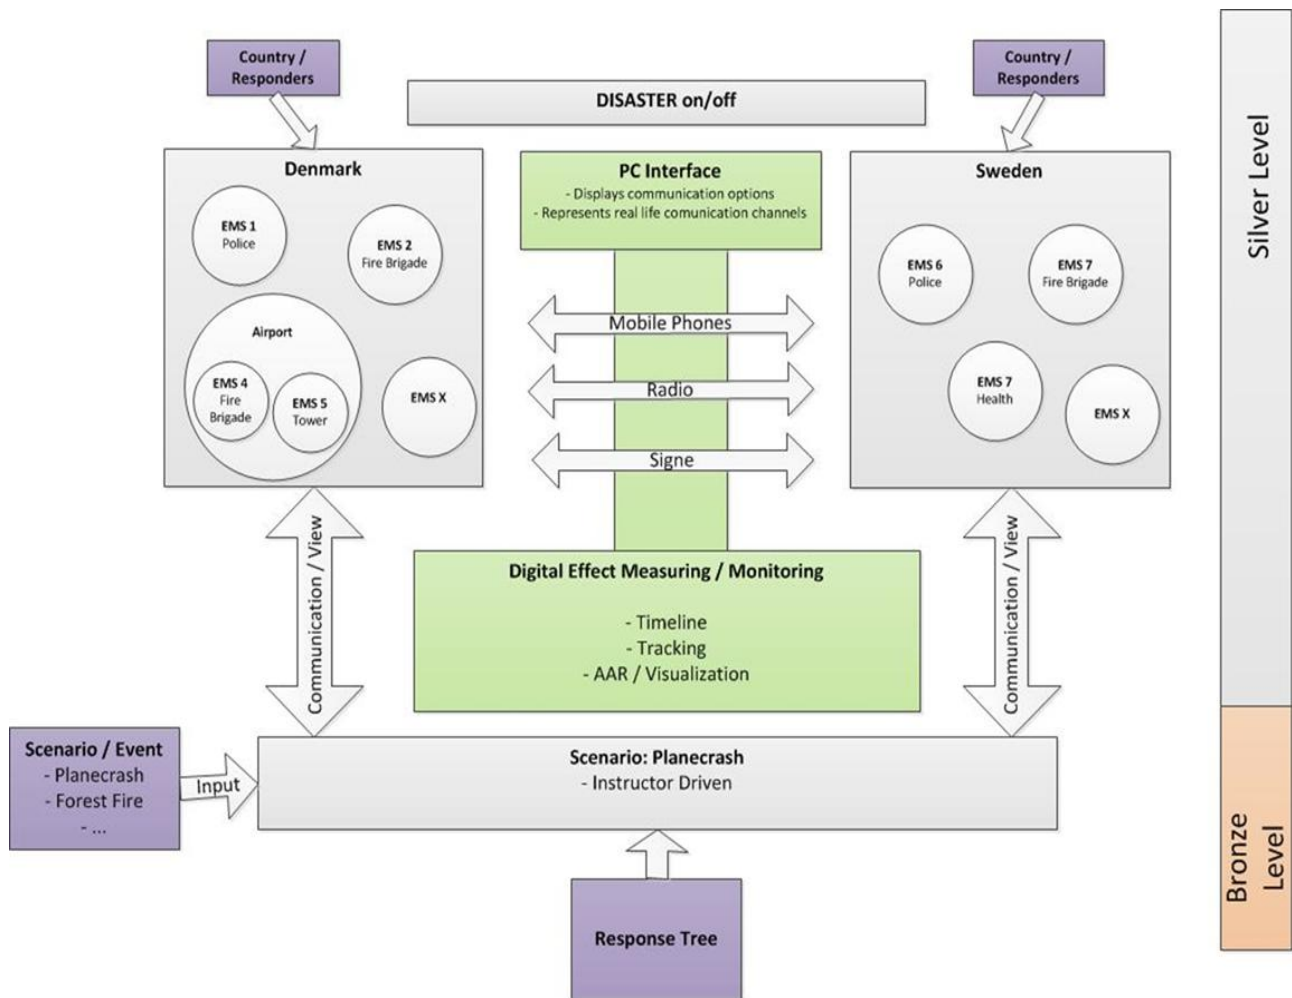 Country /
Responders
Country /
Responders
DISASTER on/off
Denmark
EMS 1
Police
EMS 2
Fire Brigade
Airport
EMS 4
Fire
Brigade
EMS 5
Tower
EMS X
PC Interface
- Displays communication options
- Represents real life comunication channels
Mobile Phones
Radio
Signe
Sweden
EMS 6
Police
EMS 7
Fire Brigade
EMS 7
Health
EMS X
Silver Level
Communication / View
Digital Effect Measuring / Monitoring
- Timeline
- Tracking
- AAR / Visualization
Communication / View
Scenario / Event
- Planecrash
- Forest Fire
- ...
Input
Scenario: Planecrash
- Instructor Driven
Bronze
Level
Response Tree